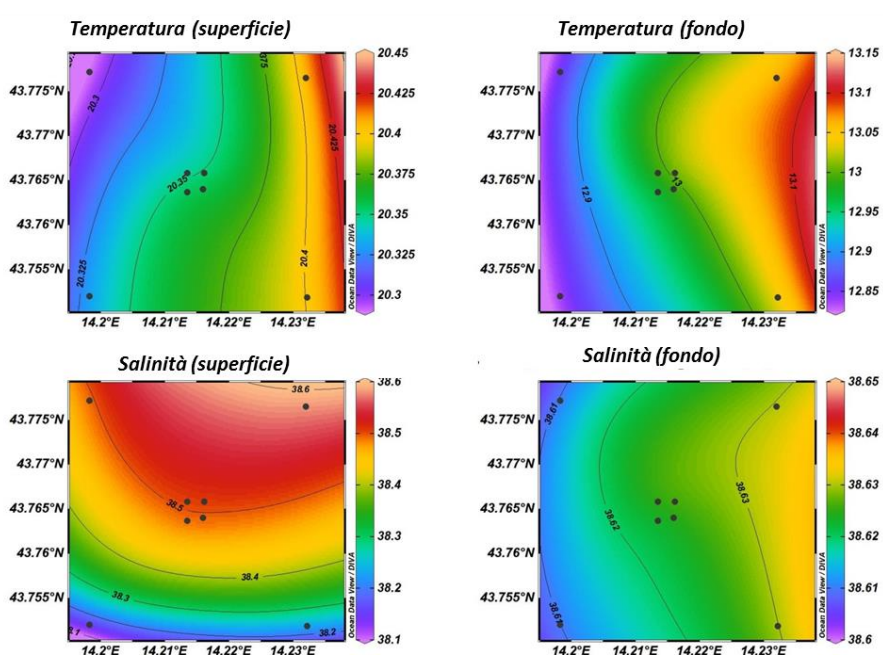 Temperatura (superficie)
20.45
20.425
20.4
20.375
20.35
20.325
20.3
43.775°N
43.77°N
43.765°N
43.76°N
43.755°N
14.2°E
14.21°E
14.22°E
14.23°E
20.3
20.325
20.35
375
20.4
20.425
Ocean Data View / DIVA
Temperatura (fondo)
13.15
13.1
13.05
13
12.95
12.9
12.85
43.775°N
43.77°N
43.765°N
43.76°N
43.755°N
14.2°E
14.21°E
14.22°E
14.23°E
12.9
13
13.1
Ocean Data View / DIVA
Salinità (superficie)
38.6
38.5
38.4
38.3
38.2
38.1
43.775°N
43.77°N
43.765°N
43.76°N
43.755°N
14.2°E
14.21°E
14.22°E
14.23°E
38.6
38.5
38.4
38.3
38.2
8.1
Ocean Data View / DIVA
Salinità (fondo)
38.65
38.64
38.63
38.62
38.61
38.6
43.775°N
43.77°N
43.765°N
43.76°N
43.755°N
14.2°E
14.21°E
14.22°E
14.23°E
38.61
38.62
38.63
38.61
Ocean Data View / DIVA